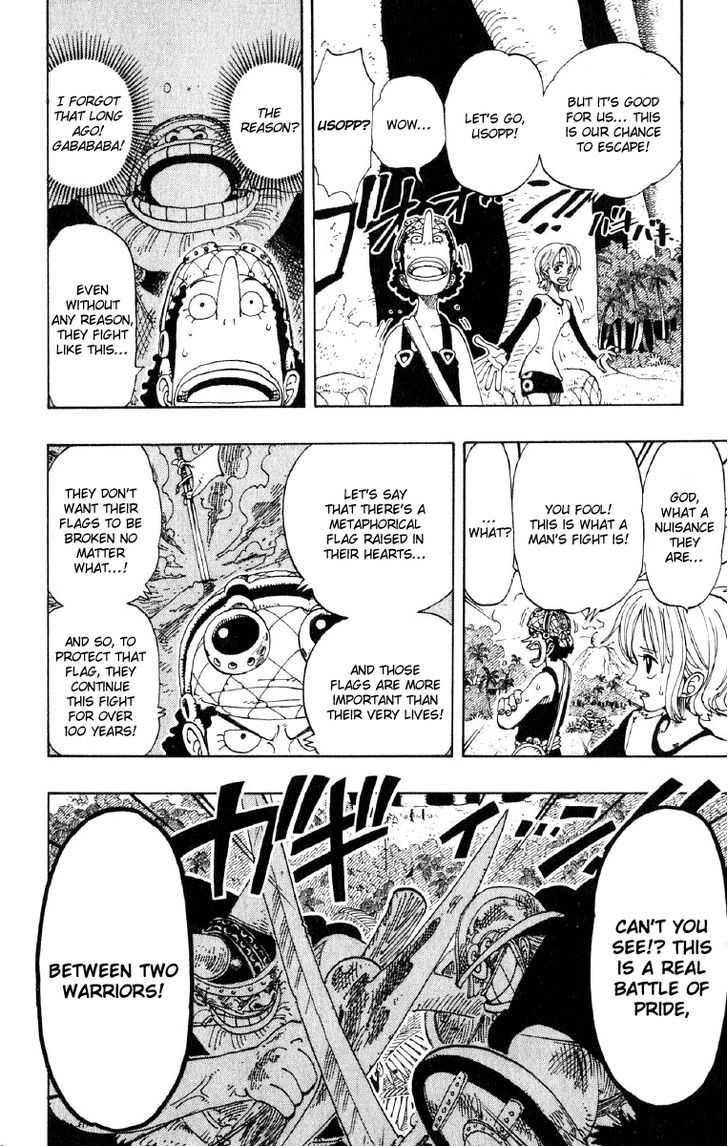 BUT IT'S GOOD
FOR US... THIS
IS OUR CHANCE
TO ESCAPE!
LET'S GO,
USOPP!
WOW...
USOPP?
THE
REASON?
I FORGOT
THAT LONG
AGO!
GABABABA!
EVEN
WITHOUT
ANY REASON,
THEY FIGHT
LIKE THIS...
GOD,
WHAT A
NUISANCE
THEY
ARE...
YOU FOOL!
THIS IS WHAT A
MAN'S FIGHT IS!
...
WHAT?
LET'S SAY
THAT THERE'S A
METAPHORICAL
FLAG RAISED
IN THEIR HEARTS...
AND THOSE
FLAGS ARE MORE
IMPORTANT THAN
THEIR VERY LIVES!
THEY DON'T
WANT THEIR
FLAGS TO BE
BROKEN NO
MATTER
WHAT...!
AND SO, TO
PROTECT THAT
FLAG, THEY
CONTINUE
THIS FIGHT
FOR OVER
100 YEARS!
ガギィン
CAN'T YOU
SEE!? THIS
IS A REAL
BATTLE OF
PRIDE,
BETWEEN TWO
WARRIORS!